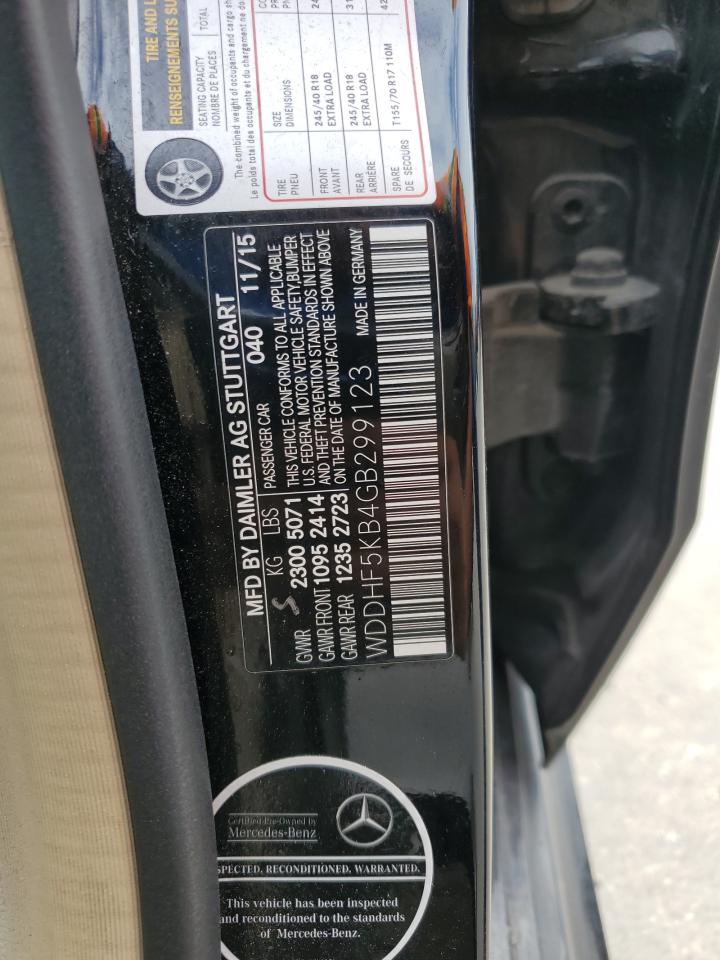 TIRE AND L
RENSEIGNEMENTS SU
SEATING CAPACITY
NOMBRE DE PLACES
TOTAL
The combined weight of occupants and cargo sh
Le poids total des occupants et du chargement ne do
TIRE
PNEU
SIZE
DIMENSIONS
FRONT
AVANT
245/40 R18
EXTRA LOAD
REAR
ARRIÈRE
245/40 R18
EXTRA LOAD
SPARE
DE SECOURS
T155/70 R17 110M
MFD BY DAIMLER AG STUTTGART
040 11/15
PASSENGER CAR
KG LBS
GVWR 2300 5071
GAWR FRONT 1095 2414
GAWR REAR 1235 2723
THIS VEHICLE CONFORMS TO ALL APPLICABLE
U.S. FEDERAL MOTOR VEHICLE SAFETY,BUMPER
AND THEFT PREVENTION STANDARDS IN EFFECT
ON THE DATE OF MANUFACTURE SHOWN ABOVE
WDDHF5KB4GB299123
MADE IN GERMANY
Certified Pre-Owned by
Mercedes-Benz
SPECTED. RECONDITIONED. WARRANTED.
This vehicle has been inspected
and reconditioned to the standards
of Mercedes-Benz.